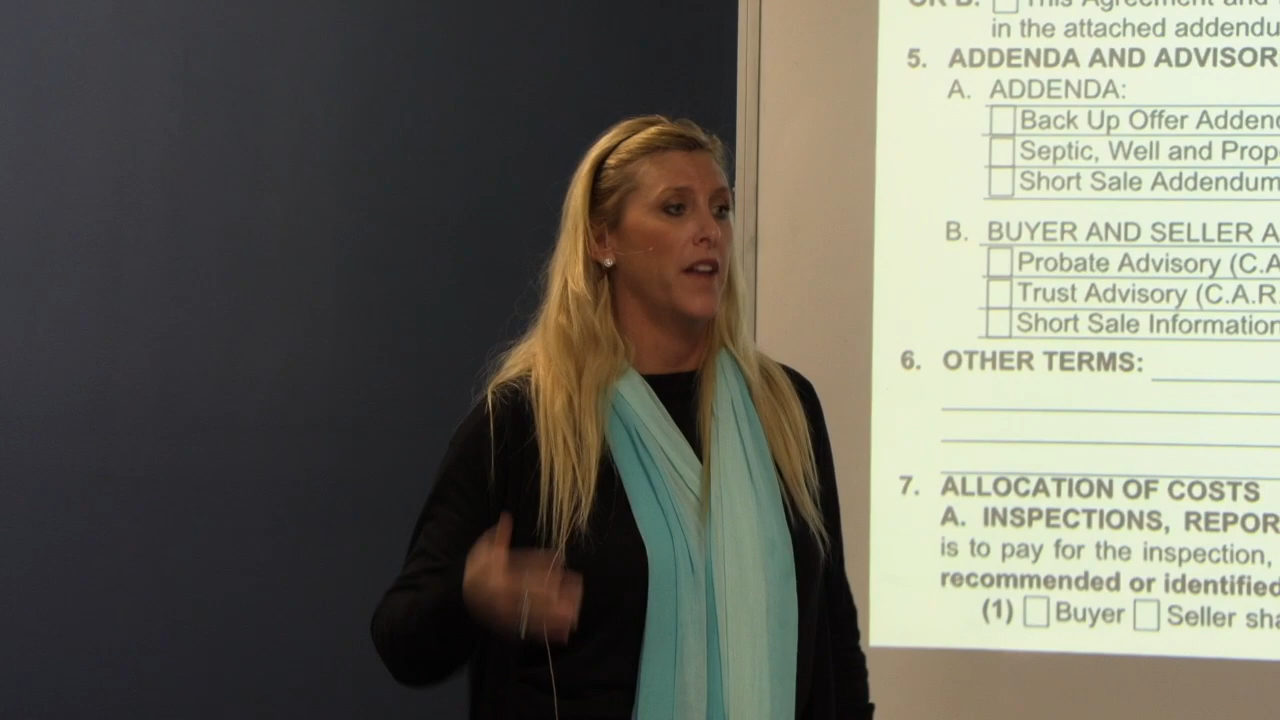 in the attached addendu
5. ADDENDA AND ADVISOR
A. ADDENDA:
Back Up Offer Addend
Septic, Well and Prop
Short Sale Addendum
B. BUYER AND SELLER A
Probate Advisory (C.A
Trust Advisory (C.A.R
Short Sale Information
6. OTHER TERMS:
7. ALLOCATION OF COSTS
A. INSPECTIONS, REPOR
is to pay for the inspection,
recommended or identified
(1) Buyer Seller sha